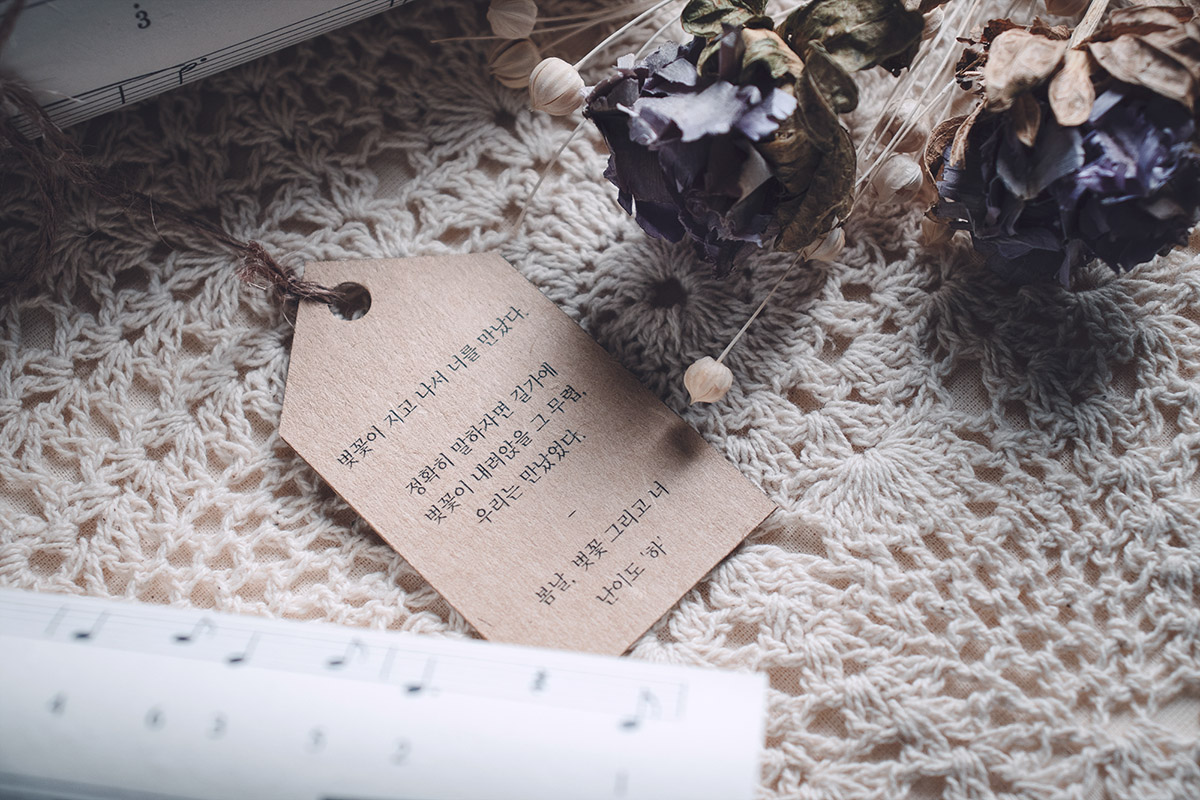 벚꽃이 지고 나서 너를 만났다.
정확히 말하자면 길가에
벚꽃이 내려앉을 그 무렵,
우리는 만났었다.
-
봄날, 벚꽃 그리고 너
난이도 '하'
3